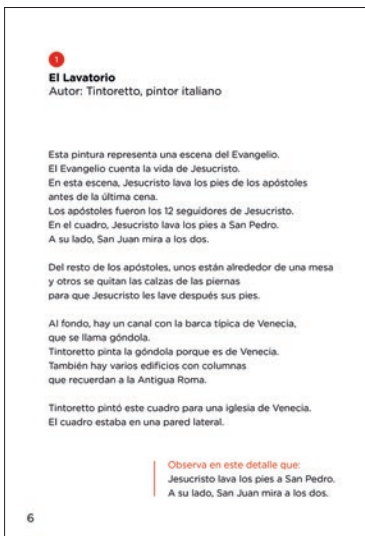 1
El Lavatorio
Autor: Tintoretto, pintor italiano
Esta pintura representa una escena del Evangelio.
El Evangelio cuenta la vida de Jesucristo.
En esta escena, Jesucristo lava los pies de los apóstoles
antes de la última cena.
Los apóstoles fueron los 12 seguidores de Jesucristo.
En el cuadro, Jesucristo lava los pies a San Pedro.
A su lado, San Juan mira a los dos.
Del resto de los apóstoles, unos están alrededor de una mesa
y otros se quitan las calzas de las piernas
para que Jesucristo les lave después sus pies.
Al fondo, hay un canal con la barca típica de Venecia,
que se llama góndola.
Tintoretto pinta la góndola porque es de Venecia.
También hay varios edificios con columnas
que recuerdan a la Antigua Roma.
Tintoretto pintó este cuadro para una iglesia de Venecia.
El cuadro estaba en una pared lateral.
Observa en este detalle que:
Jesucristo lava los pies a San Pedro.
A su lado, San Juan mira a los dos.
6